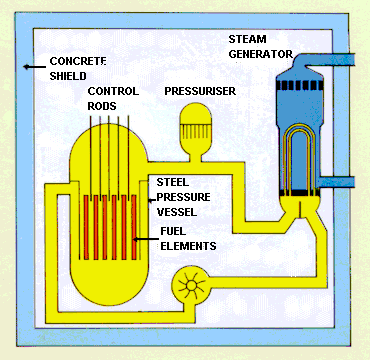 STEAM
GENERATOR
CONCRETE
SHIELD
CONTROL
RODS
PRESSURISER
STEEL
PRESSURE
VESSEL
FUEL
ELEMENTS